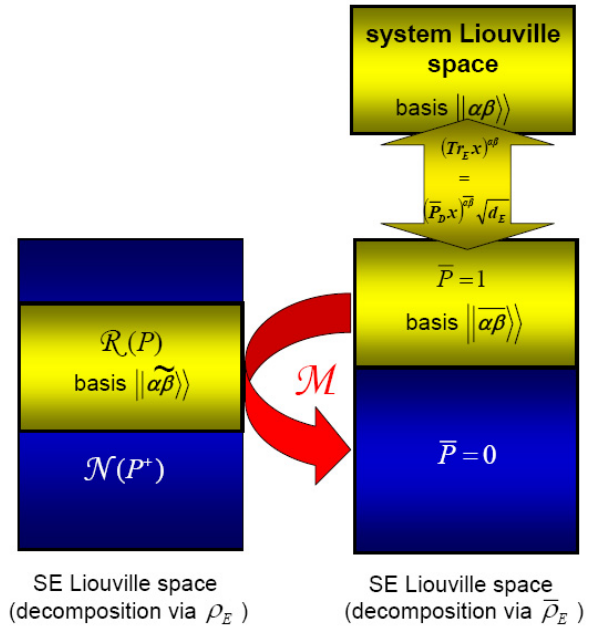 system Liouville
space
basis ||αβ⟩⟩
(Tr_E x)^{αβ}
=
(P̅_D x)^{\overline{αβ}} √d_E
P̅ = 1
basis ||\overline{αβ}⟩⟩
ℛ(P)
basis ||\widetilde{αβ}⟩⟩
ℳ
𝒩(P⁺)
P̅ = 0
SE Liouville space
(decomposition via ρ_E )
SE Liouville space
(decomposition via ρ̅_E )